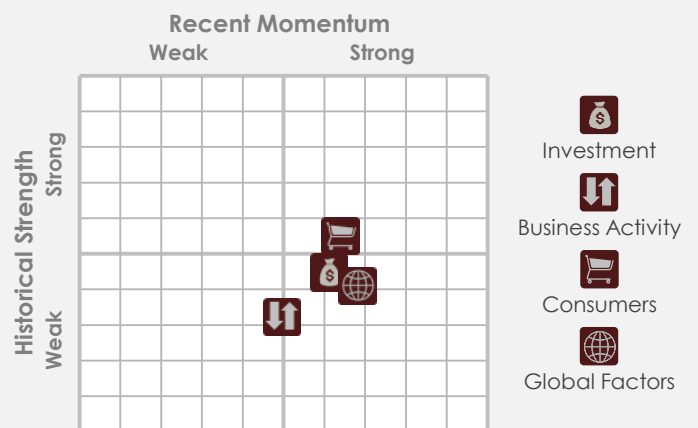 Recent Momentum
Weak
Strong
Historical Strength
Strong
Weak
$
Investment
Business Activity
Consumers
Global Factors
$